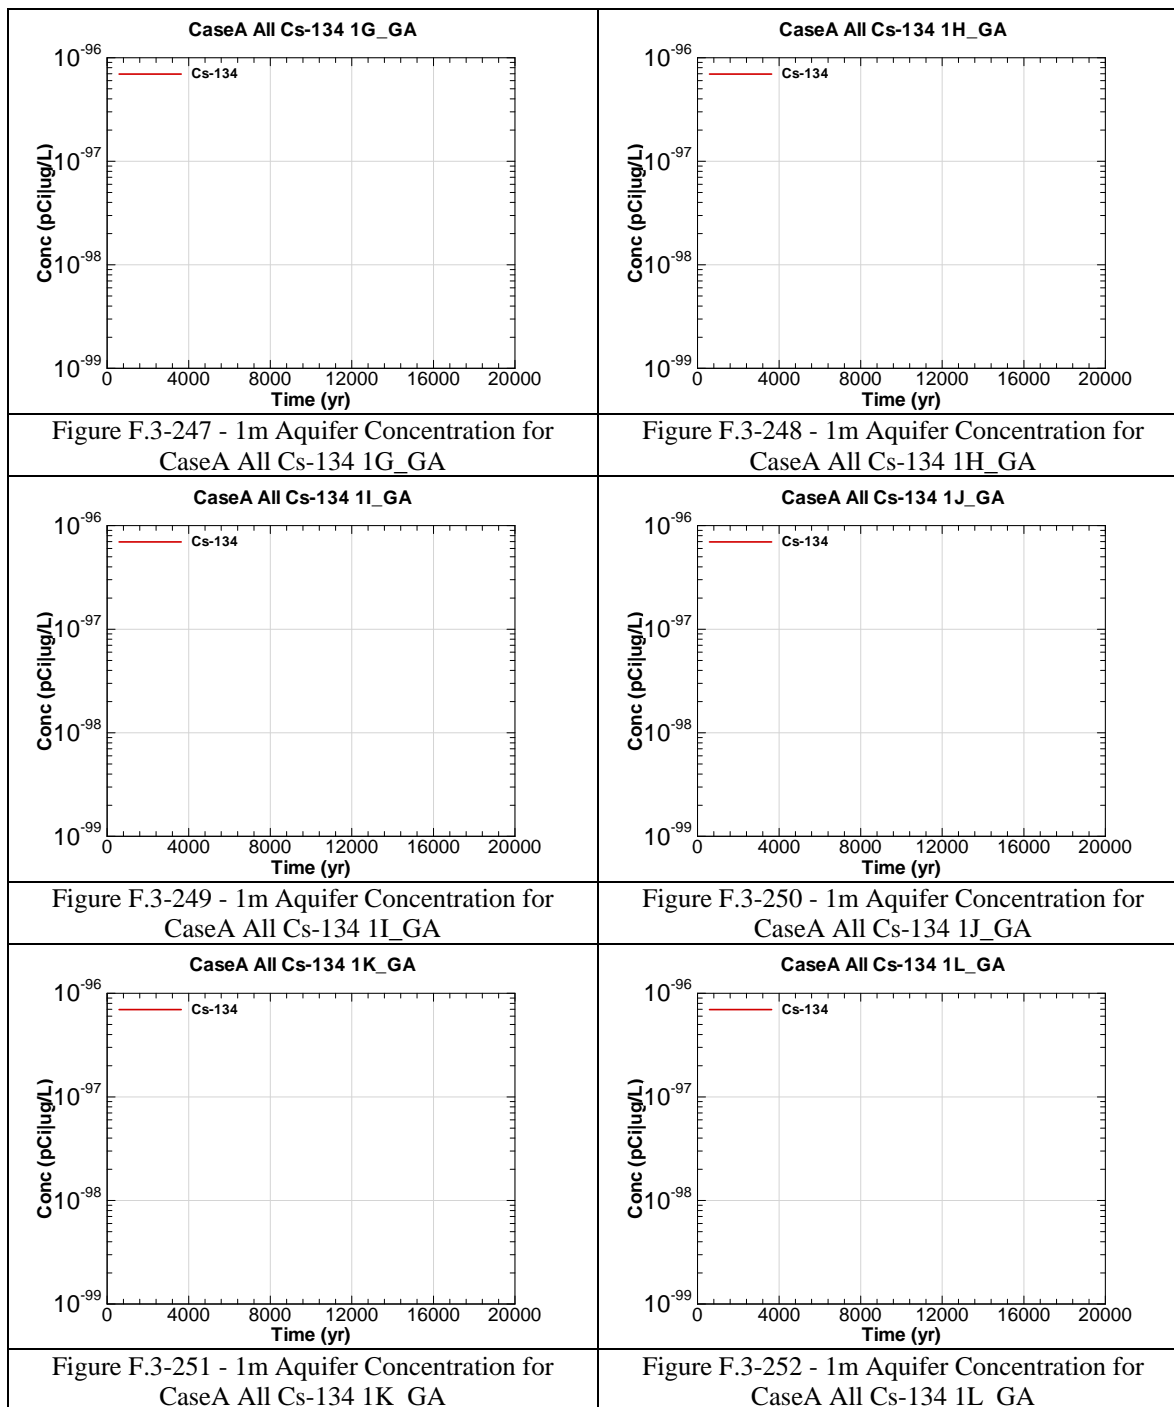 CaseA All Cs-134 1G_GA
Cs-134
Conc (pCi|ug/L)
10^-96
10^-97
10^-98
10^-99
0 4000 8000 12000 16000 20000
Time (yr)
Figure F.3-247 - 1m Aquifer Concentration for
CaseA All Cs-134 1G_GA
CaseA All Cs-134 1H_GA
Cs-134
Conc (pCi|ug/L)
10^-96
10^-97
10^-98
10^-99
0 4000 8000 12000 16000 20000
Time (yr)
Figure F.3-248 - 1m Aquifer Concentration for
CaseA All Cs-134 1H_GA
CaseA All Cs-134 1I_GA
Cs-134
Conc (pCi|ug/L)
10^-96
10^-97
10^-98
10^-99
0 4000 8000 12000 16000 20000
Time (yr)
Figure F.3-249 - 1m Aquifer Concentration for
CaseA All Cs-134 1I_GA
CaseA All Cs-134 1J_GA
Cs-134
Conc (pCi|ug/L)
10^-96
10^-97
10^-98
10^-99
0 4000 8000 12000 16000 20000
Time (yr)
Figure F.3-250 - 1m Aquifer Concentration for
CaseA All Cs-134 1J_GA
CaseA All Cs-134 1K_GA
Cs-134
Conc (pCi|ug/L)
10^-96
10^-97
10^-98
10^-99
0 4000 8000 12000 16000 20000
Time (yr)
Figure F.3-251 - 1m Aquifer Concentration for
CaseA All Cs-134 1K_GA
CaseA All Cs-134 1L_GA
Cs-134
Conc (pCi|ug/L)
10^-96
10^-97
10^-98
10^-99
0 4000 8000 12000 16000 20000
Time (yr)
Figure F.3-252 - 1m Aquifer Concentration for
CaseA All Cs-134 1L_GA